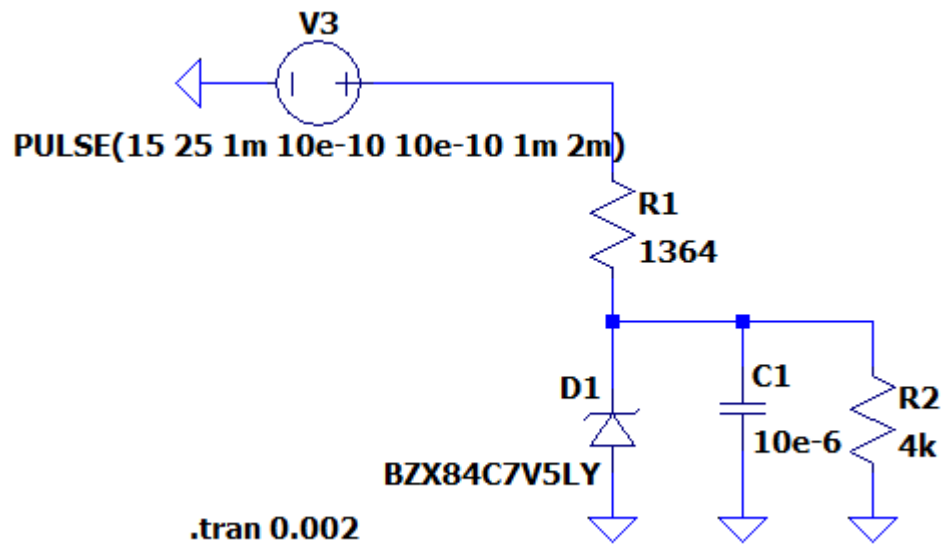 V3
PULSE(15 25 1m 10e-10 10e-10 1m 2m)
R1
1364
D1
BZX84C7V5LY
C1
10e-6
R2
4k
.tran 0.002